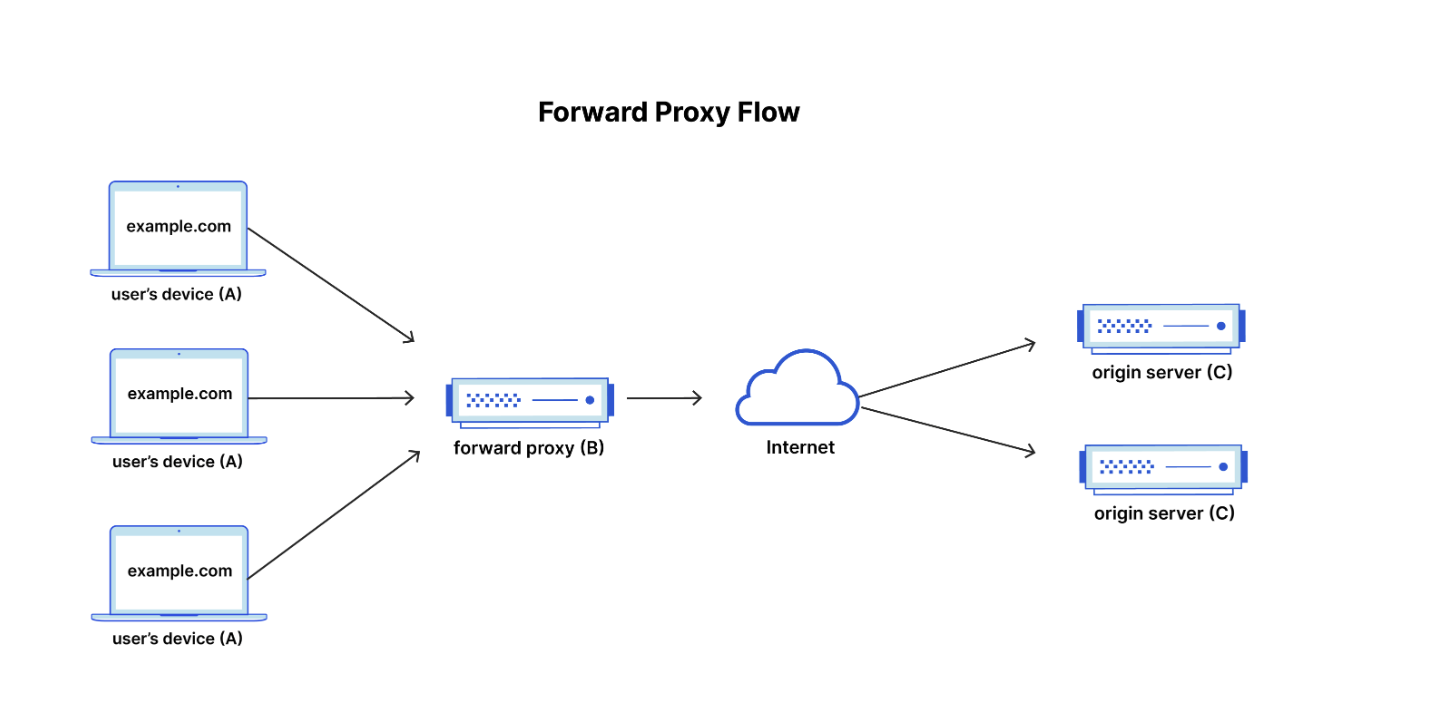 Forward Proxy Flow
example.com
user's device (A)
example.com
user's device (A)
example.com
user's device (A)
forward proxy (B)
Internet
origin server (C)
origin server (C)